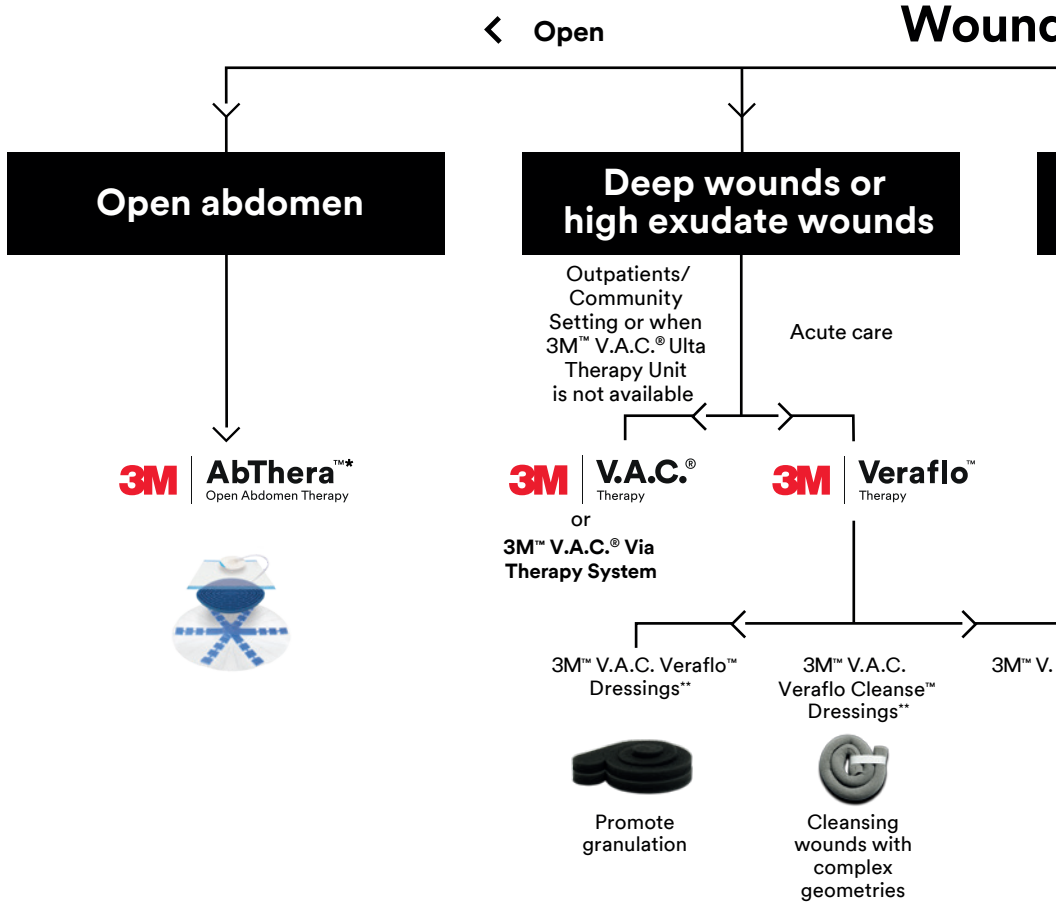 Open
Wound
Open abdomen
Deep wounds or
high exudate wounds
Outpatients/
Community
Setting or when
3M™ V.A.C.® Ulta
Therapy Unit
is not available
Acute care
3M AbThera™*
Open Abdomen Therapy
3M V.A.C.®
Therapy
or
3M™ V.A.C.® Via
Therapy System
3M Veraflo™
Therapy
3M™ V.A.C. Veraflo™
Dressings**
Promote
granulation
3M™ V.A.C.
Veraflo Cleanse™
Dressings**
Cleansing
wounds with
complex
geometries
3M™ V.